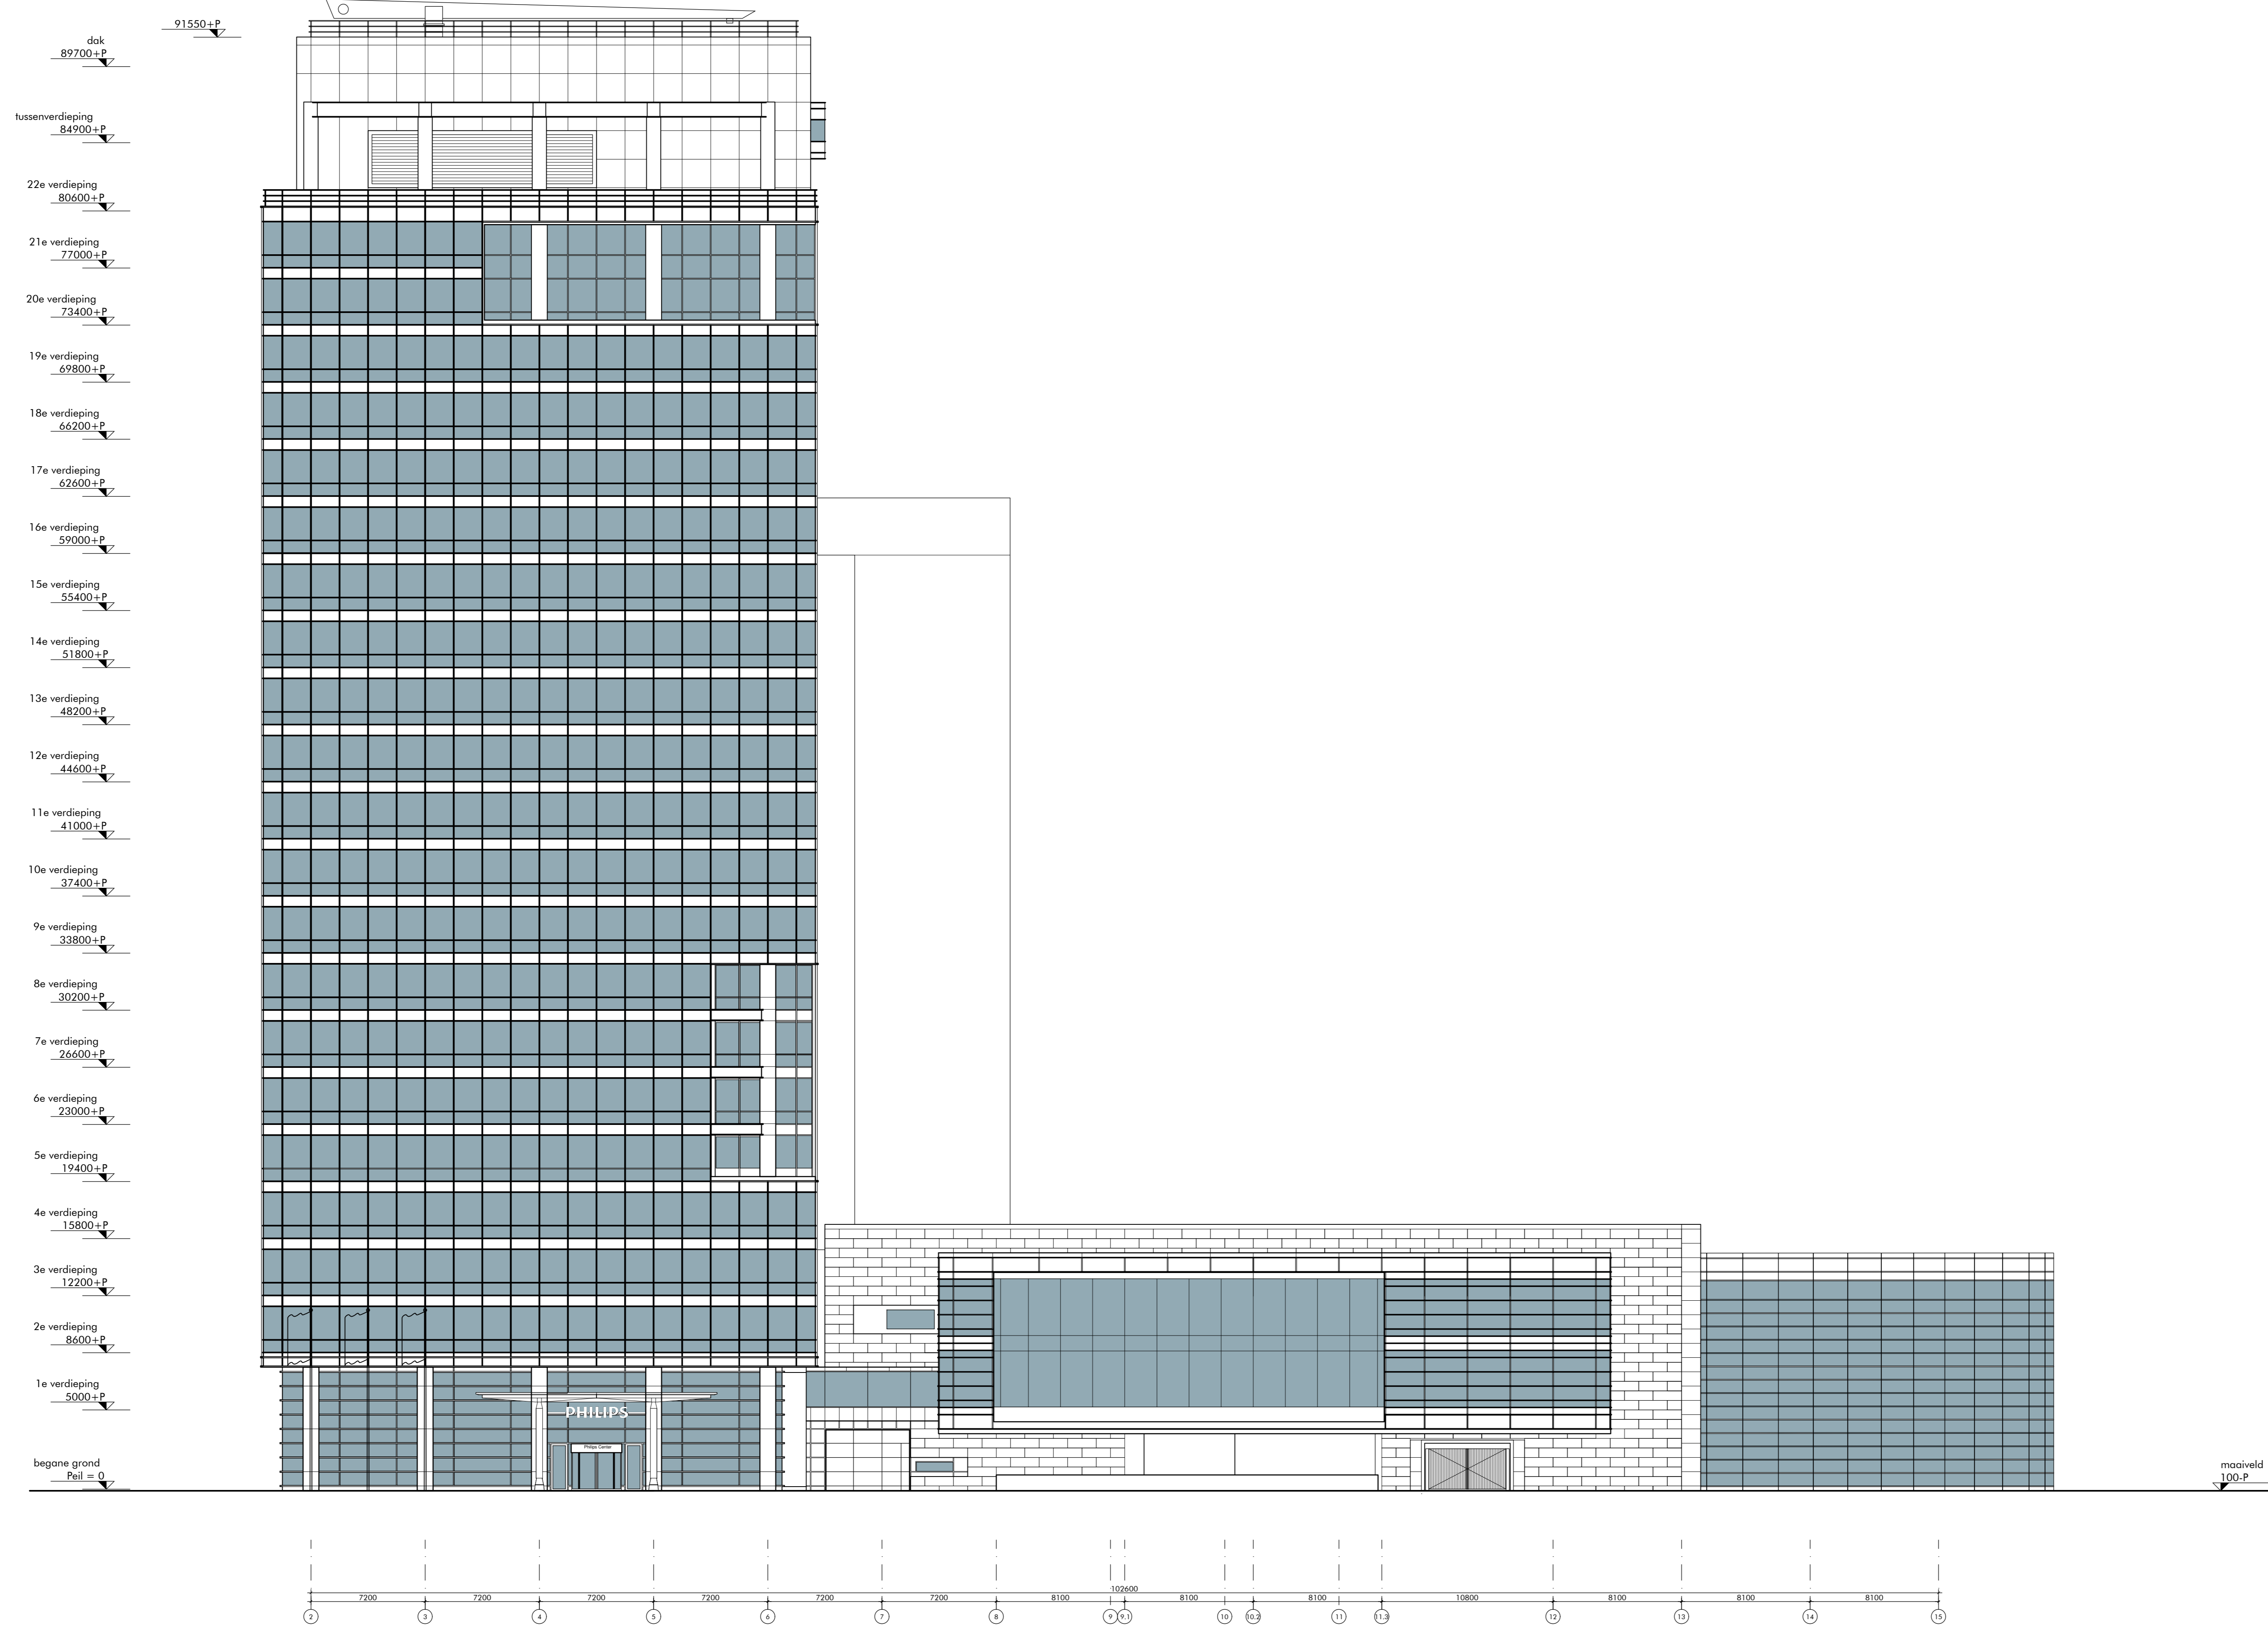 91550+P
dak
89700+P
tussenverdieping
84900+P
22e verdieping
80600+P
21e verdieping
77000+P
20e verdieping
73400+P
19e verdieping
69800+P
18e verdieping
66200+P
17e verdieping
62600+P
16e verdieping
59000+P
15e verdieping
55400+P
14e verdieping
51800+P
13e verdieping
48200+P
12e verdieping
44600+P
11e verdieping
41000+P
10e verdieping
37400+P
9e verdieping
33800+P
8e verdieping
30200+P
7e verdieping
26600+P
6e verdieping
23000+P
5e verdieping
19400+P
4e verdieping
15800+P
3e verdieping
12200+P
2e verdieping
8600+P
1e verdieping
5000+P
PHILIPS
Philips Center
begane grond
Peil = 0
maaiveld
100-P
102600
7200 7200 7200 7200 7200 7200 8100 8100 8100 10800 8100 8100 8100
2 3 4 5 6 7 8 9 9.1 10 10.2 11 11.3 12 13 14 15